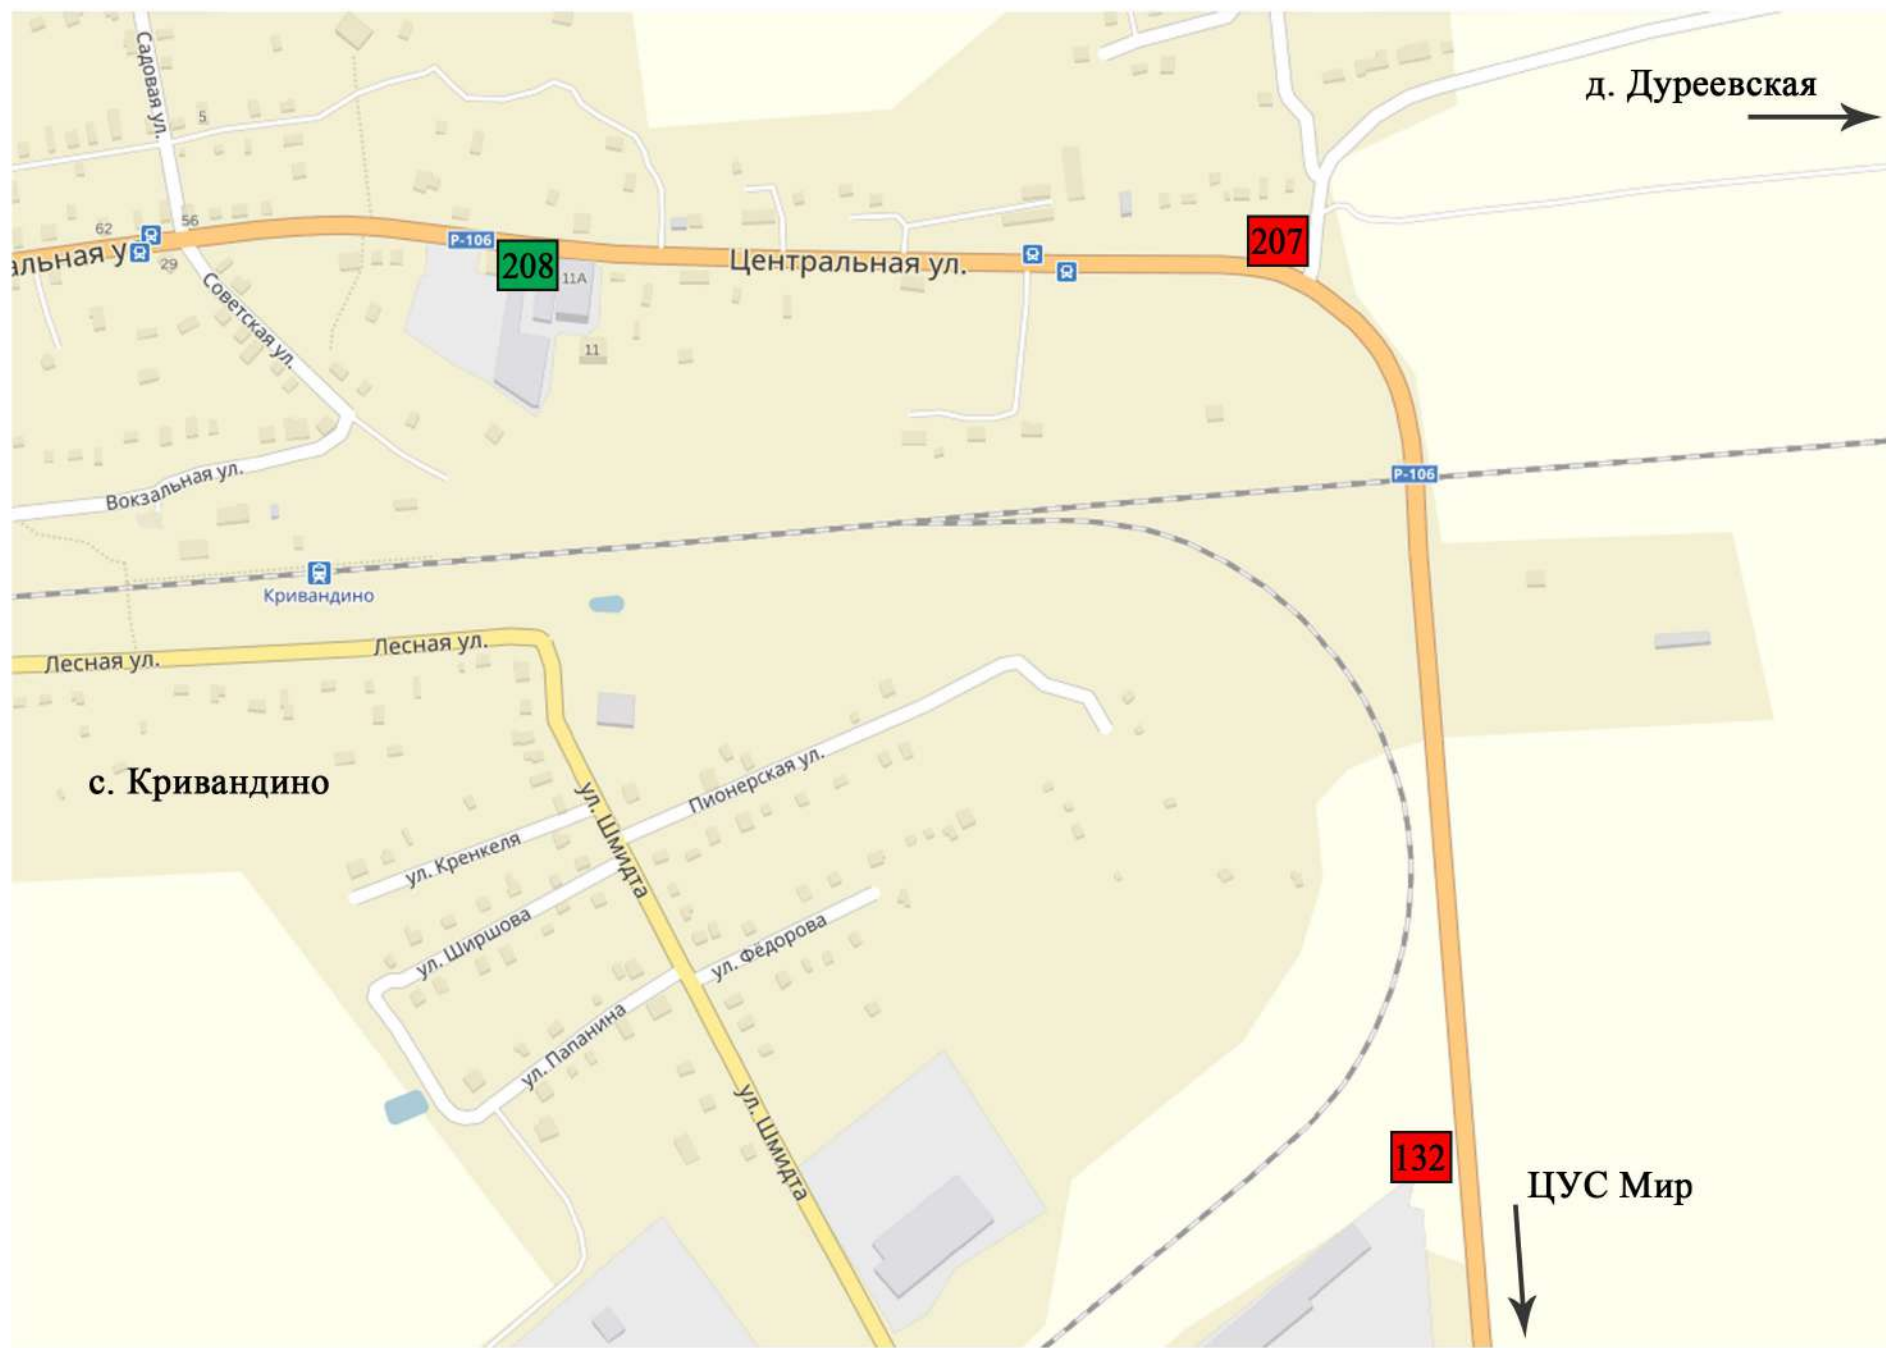 Садовая ул.
д. Дуреевская
5
56
62
альная у
29
Р-106
208
11А
Центральная ул.
207
Советская ул.
11
Вокзальная ул.
Р-106
Кривандино
Лесная ул.
Лесная ул.
с. Кривандино
Пионерская ул.
ул. Шмидта
ул. Кренкеля
ул. Ширшова
ул. Фёдорова
ул. Папанина
ул. Шмидта
132
ЦУС Мир